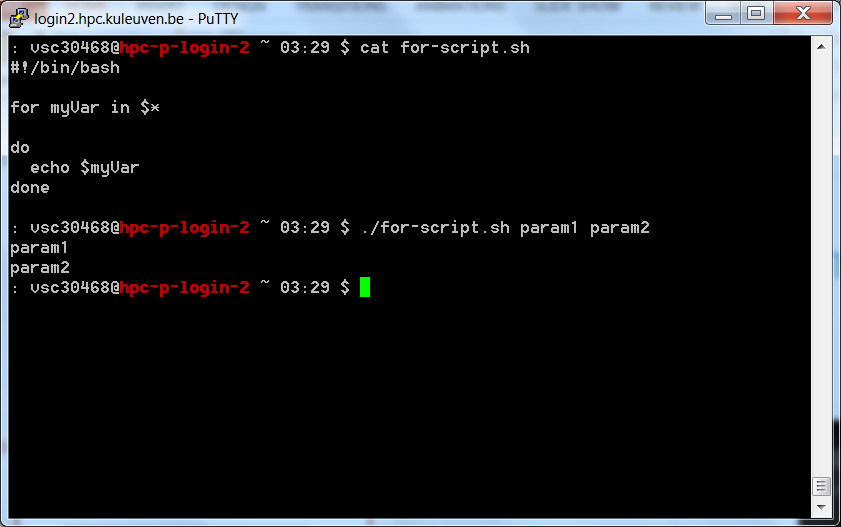 login2.hpc.kuleuven.be - PuTTY
: vsc30468@hpc-p-login-2 ~ 03:29 $ cat for-script.sh
#!/bin/bash
for myVar in $*
do
echo $myVar
done
: vsc30468@hpc-p-login-2 ~ 03:29 $ ./for-script.sh param1 param2
param1
param2
: vsc30468@hpc-p-login-2 ~ 03:29 $